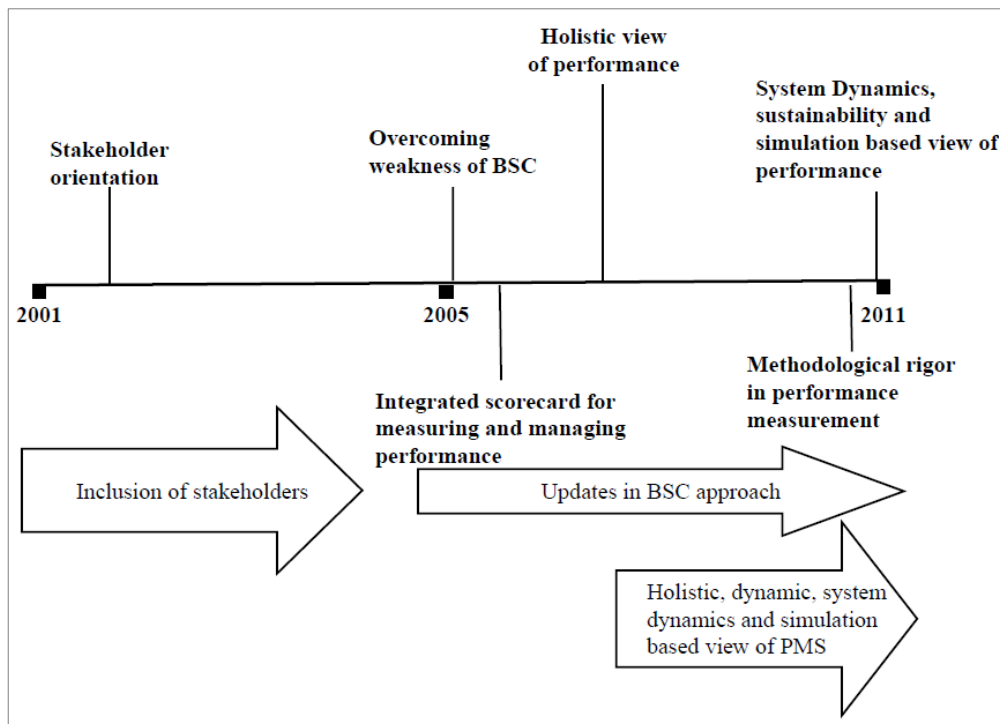 Holistic view
of performance
System Dynamics,
sustainability and
simulation based view of
performance
Overcoming
weakness of BSC
Stakeholder
orientation
2001
2005
2011
Integrated scorecard for
measuring and managing
performance
Methodological rigor
in performance
measurement
Inclusion of stakeholders
Updates in BSC approach
Holistic, dynamic, system
dynamics and simulation
based view of PMS